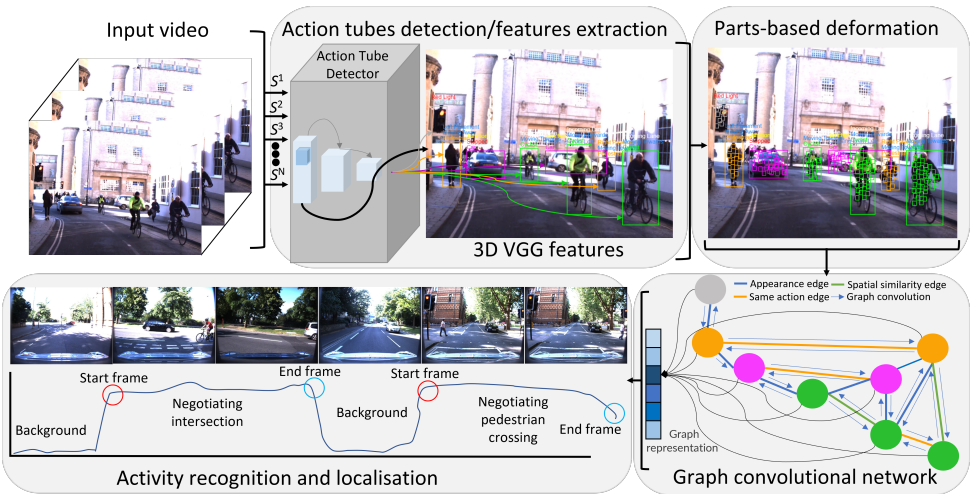 Input video
Action tubes detection/features extraction
Parts-based deformation
Action Tube
Detector
S¹
S²
S³
Sᴺ
3D VGG features
Appearance edge
Spatial similarity edge
Same action edge
Graph convolution
Graph
representation
Graph convolutional network
Start frame
End frame
Start frame
Background
Negotiating
intersection
Background
Negotiating
pedestrian
crossing
End frame
Activity recognition and localisation